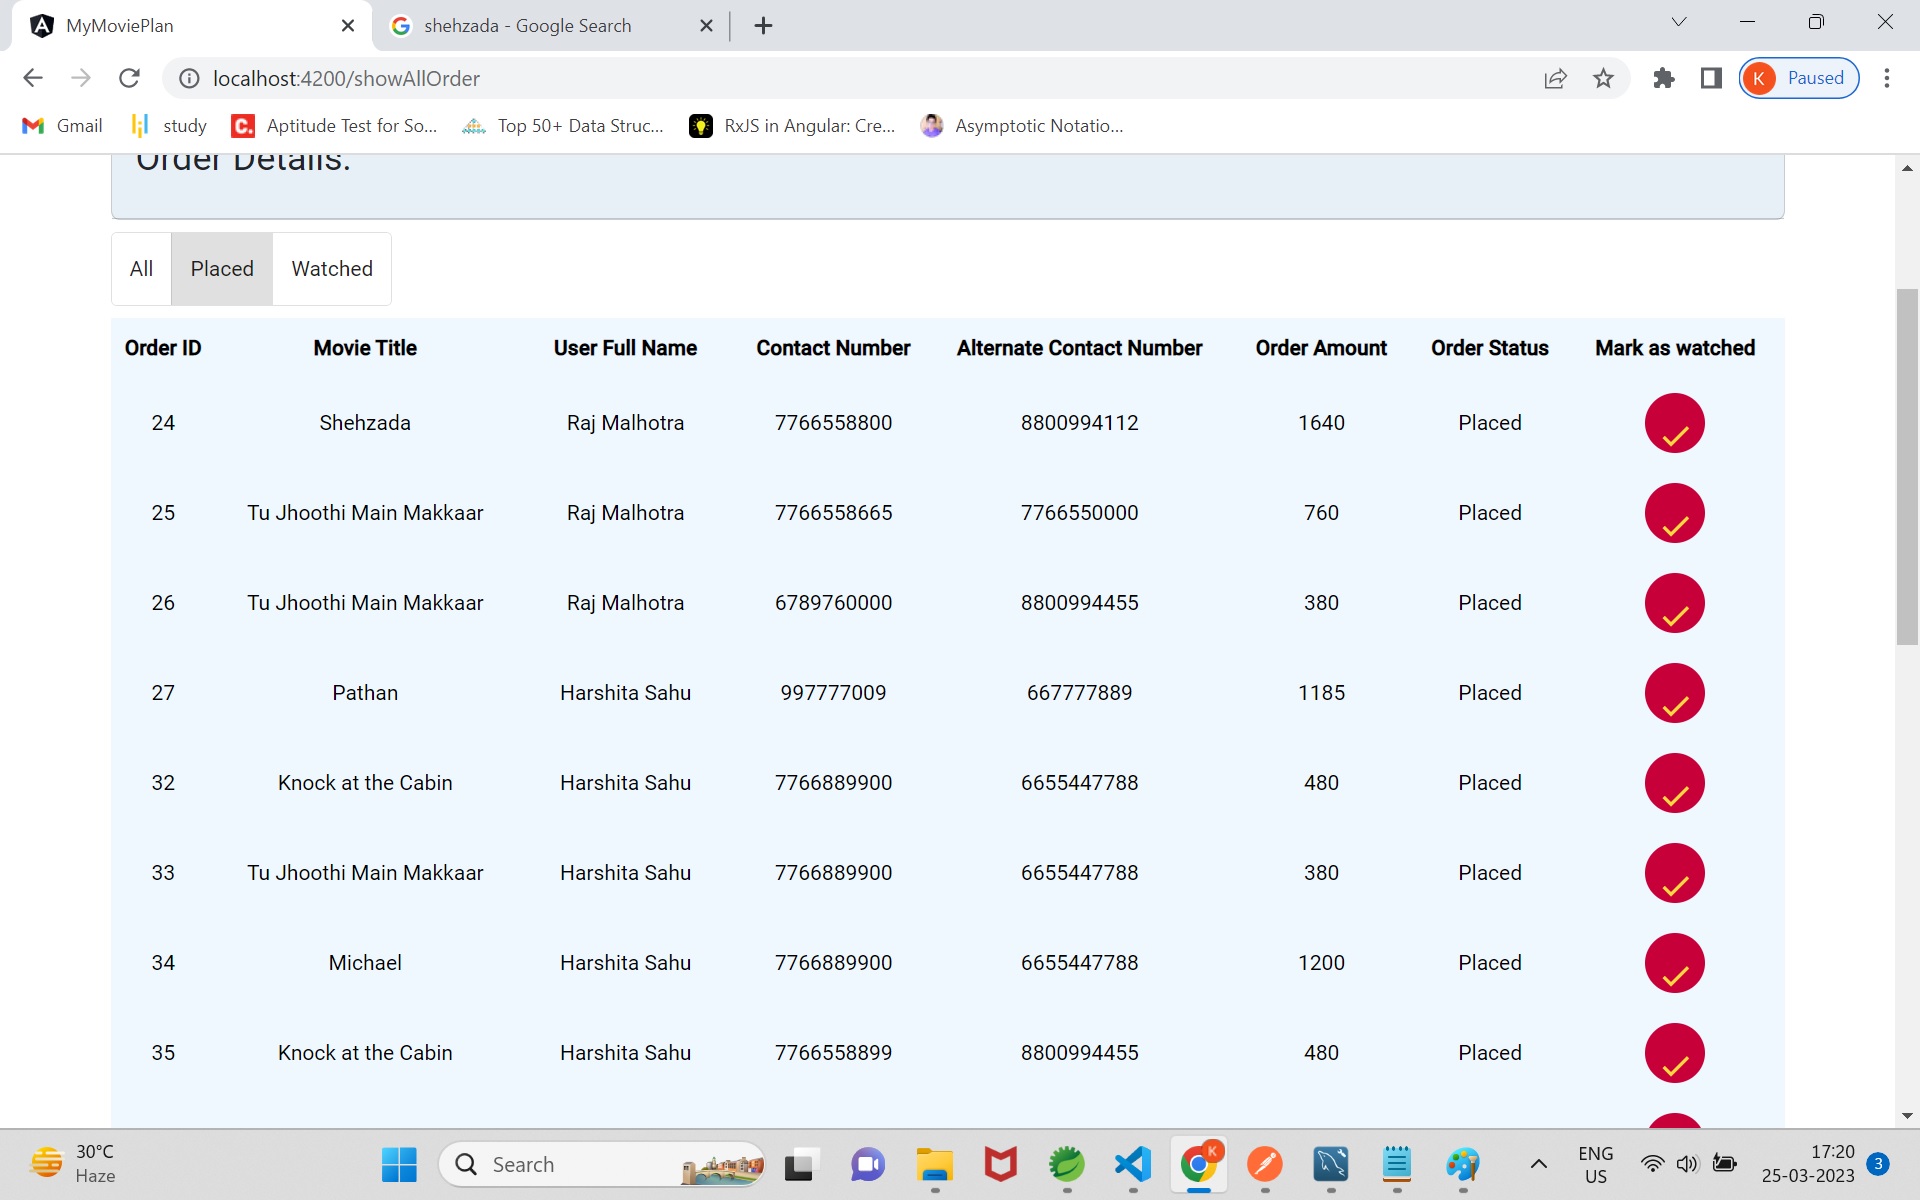 MyMoviePlan
shehzada - Google Search
localhost:4200/showAllOrder
K Paused
Gmail study C. Aptitude Test for So... Top 50+ Data Struc... RxJS in Angular: Cre... Asymptotic Notatio...
Order Details:
All Placed Watched
Order ID Movie Title User Full Name Contact Number Alternate Contact Number Order Amount Order Status Mark as watched
24 Shehzada Raj Malhotra 7766558800 8800994112 1640 Placed
25 Tu Jhoothi Main Makkaar Raj Malhotra 7766558665 7766550000 760 Placed
26 Tu Jhoothi Main Makkaar Raj Malhotra 6789760000 8800994455 380 Placed
27 Pathan Harshita Sahu 997777009 667777889 1185 Placed
32 Knock at the Cabin Harshita Sahu 7766889900 6655447788 480 Placed
33 Tu Jhoothi Main Makkaar Harshita Sahu 7766889900 6655447788 380 Placed
34 Michael Harshita Sahu 7766889900 6655447788 1200 Placed
35 Knock at the Cabin Harshita Sahu 7766558899 8800994455 480 Placed
30°C
Haze
Search
K
ENG
US
17:20
25-03-2023
3